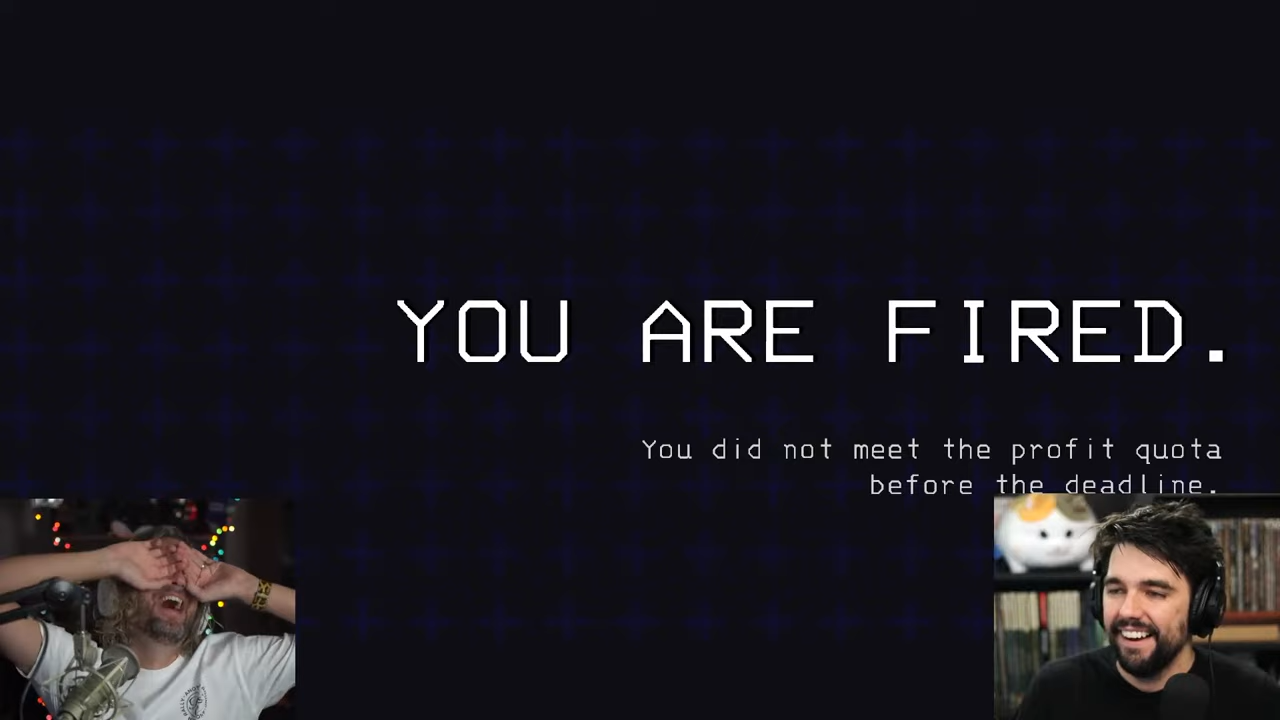 YOU ARE FIRED.
You did not meet the profit quota
before the deadline.